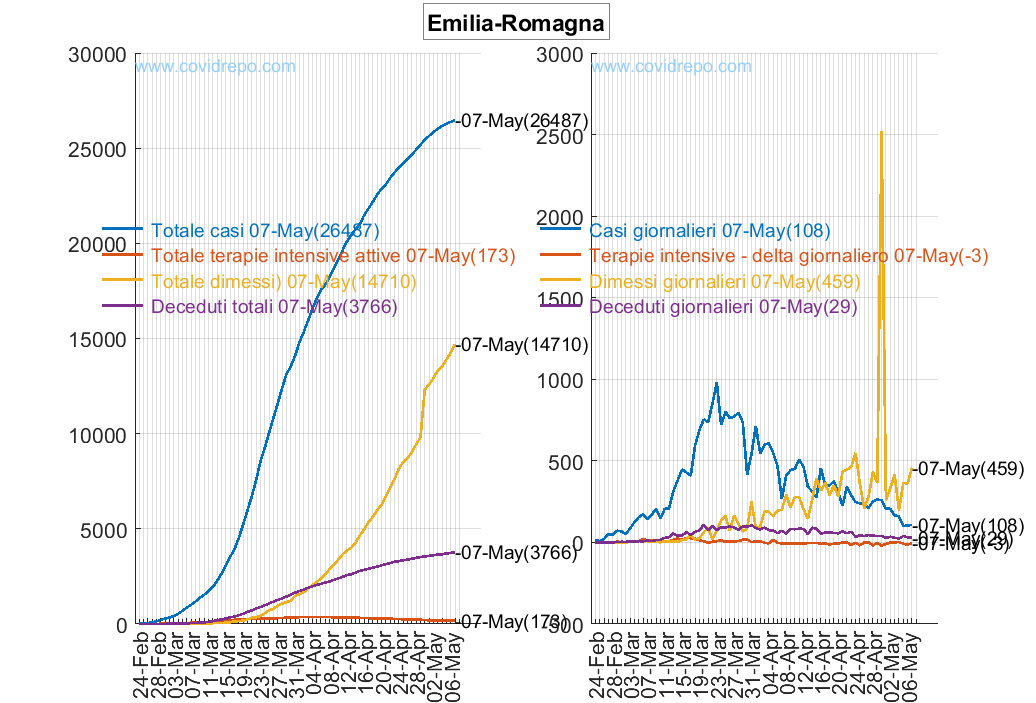 Emilia-Romagna
www.covidrepo.com
30000
25000
20000
15000
10000
5000
0
-07-May(26487)
-07-May(14710)
-07-May(3766)
-07-May(173)
Totale casi 07-May(26487)
Totale terapie intensive attive 07-May(173)
Totale dimessi) 07-May(14710)
Deceduti totali 07-May(3766)
24-Feb
28-Feb
03-Mar
07-Mar
11-Mar
15-Mar
19-Mar
23-Mar
27-Mar
31-Mar
04-Apr
08-Apr
12-Apr
16-Apr
20-Apr
24-Apr
28-Apr
02-May
06-May
www.covidrepo.com
3000
2500
2000
1500
1000
500
0
-500
-07-May(459)
-07-May(108)
-07-May(29)
-07-May(-3)
Casi giornalieri 07-May(108)
Terapie intensive - delta giornaliero 07-May(-3)
Dimessi giornalieri 07-May(459)
Deceduti giornalieri 07-May(29)
24-Feb
28-Feb
03-Mar
07-Mar
11-Mar
15-Mar
19-Mar
23-Mar
27-Mar
31-Mar
04-Apr
08-Apr
12-Apr
16-Apr
20-Apr
24-Apr
28-Apr
02-May
06-May